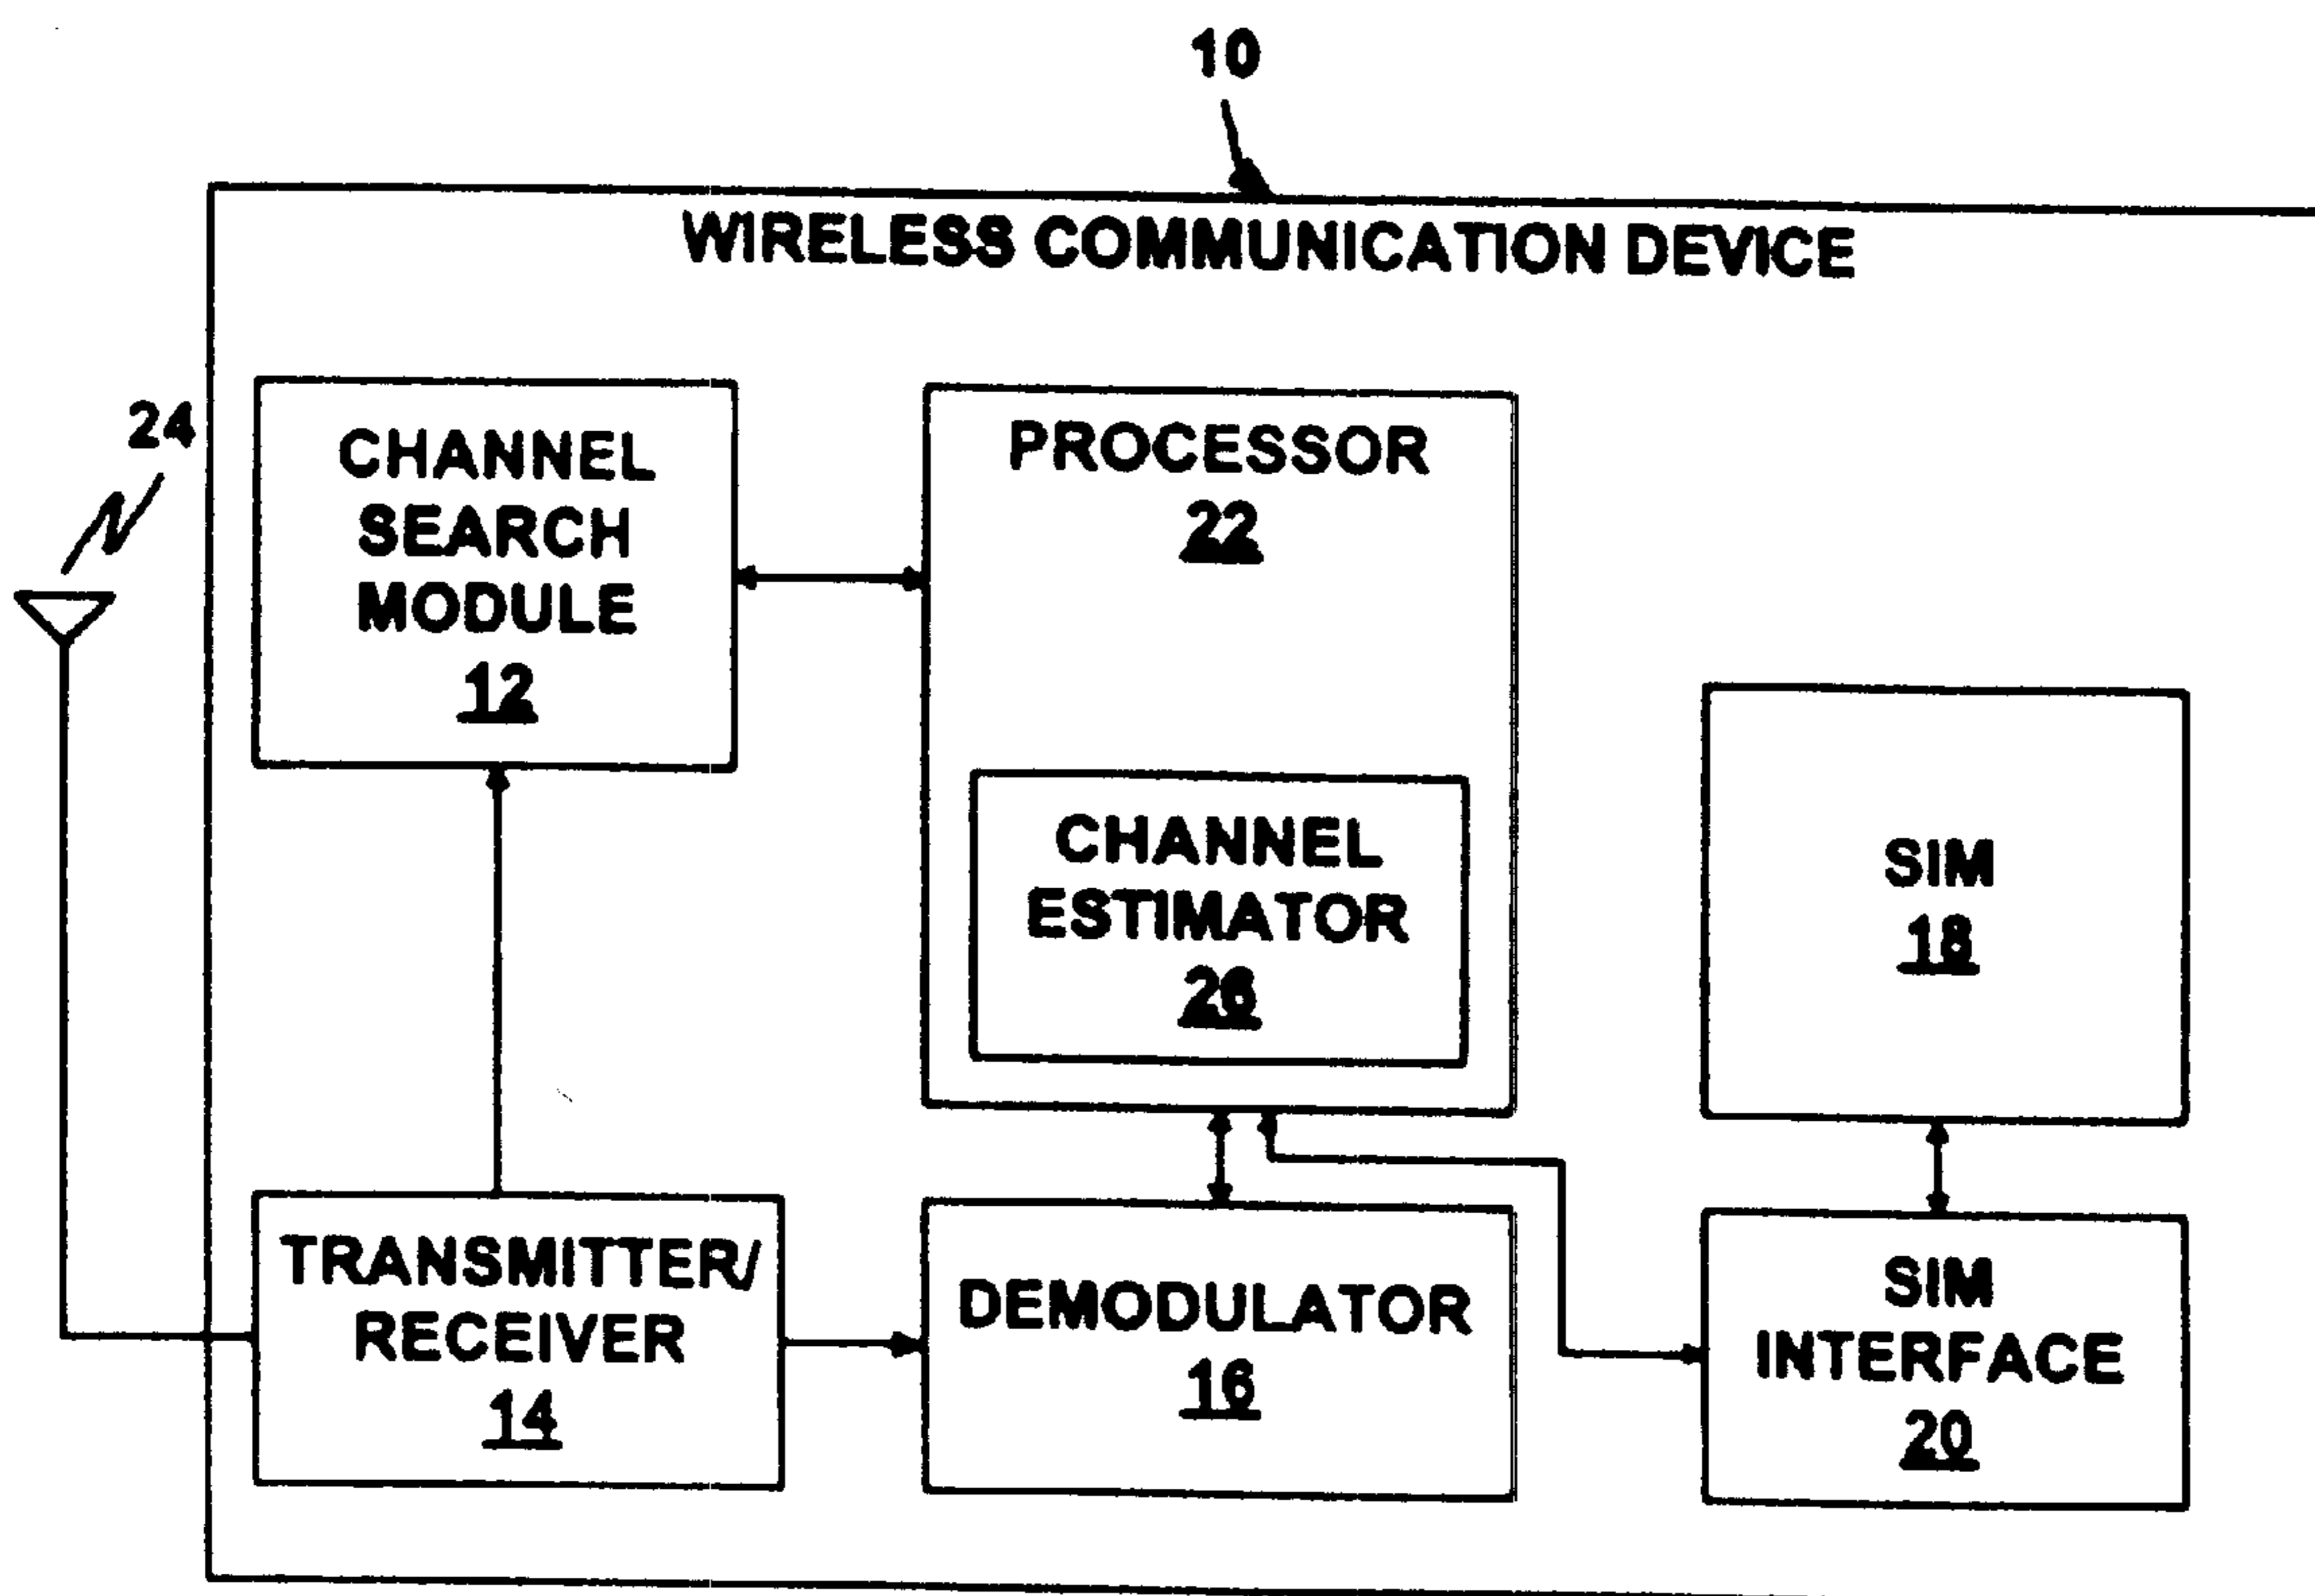 10
WIRELESS COMMUNICATION DEVICE
24
CHANNEL
SEARCH
MODULE
12
PROCESSOR
22
CHANNEL
ESTIMATOR
26
SIM
18
TRANSMITTER/
RECEIVER
14
DEMODULATOR
16
SIM
INTERFACE
20